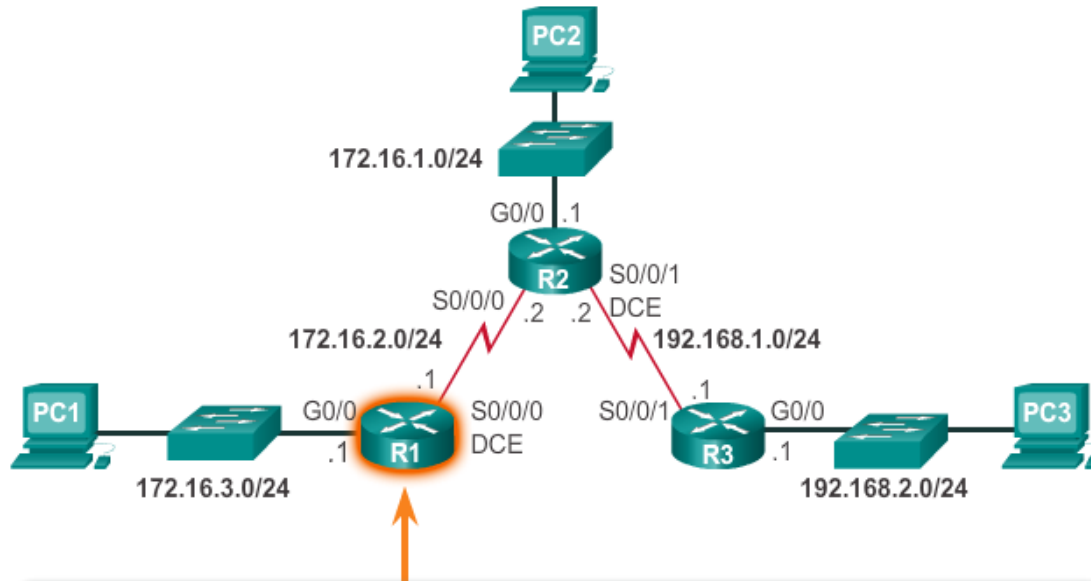 PC2
172.16.1.0/24
G0/0 .1
R2
S0/0/1
DCE
S0/0/0
.2 .2
172.16.2.0/24
192.168.1.0/24
.1
.1
PC1
G0/0
S0/0/0
DCE
.1
R1
172.16.3.0/24
S0/0/1
G0/0
R3
.1
PC3
192.168.2.0/24